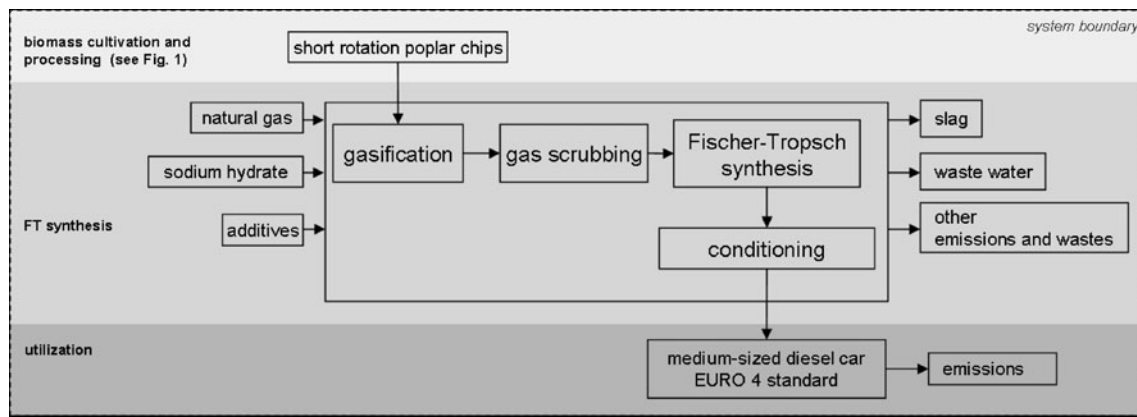 system boundary
biomass cultivation and
processing (see Fig. 1)
short rotation poplar chips
natural gas
sodium hydrate
additives
FT synthesis
gasification
gas scrubbing
Fischer-Tropsch
synthesis
conditioning
slag
waste water
other
emissions and wastes
utilization
medium-sized diesel car
EURO 4 standard
emissions